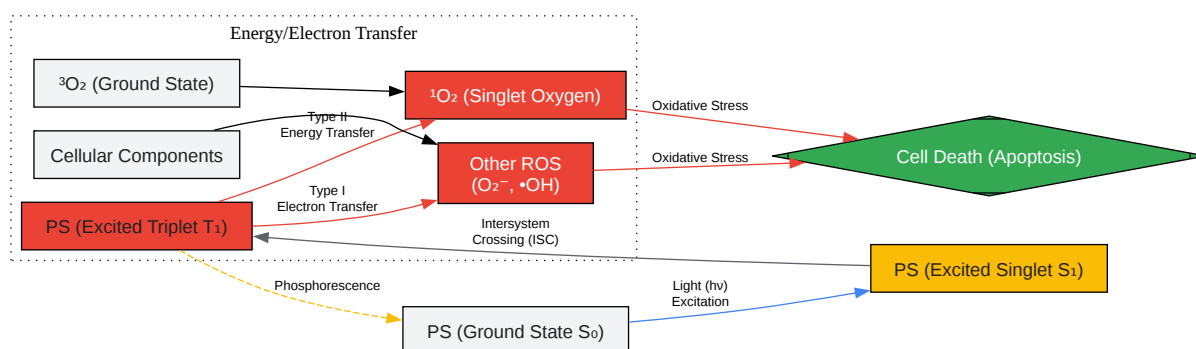 Energy/Electron Transfer
³O₂ (Ground State)
¹O₂ (Singlet Oxygen)
Oxidative Stress
Type II
Energy Transfer
Cellular Components
Other ROS
(O₂⁻, •OH)
Oxidative Stress
Cell Death (Apoptosis)
Type I
Electron Transfer
PS (Excited Triplet T₁)
Intersystem
Crossing (ISC)
PS (Excited Singlet S₁)
Phosphorescence
Light (hν)
Excitation
PS (Ground State S₀)